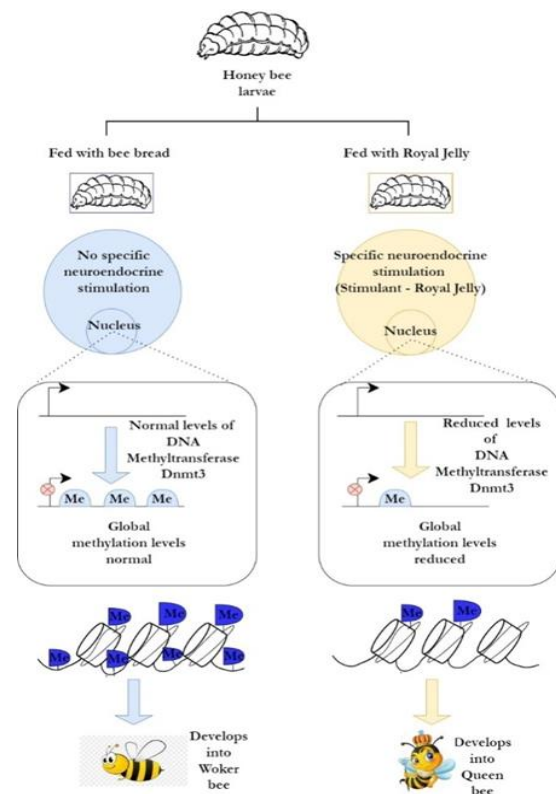 Honey bee
larvae
Fed with bee bread
Fed with Royal Jelly
No specific
neuroendocrine
stimulation
Nucleus
Specific neuroendocrine
stimulation
(Stimulant - Royal Jelly)
Nucleus
Normal levels of
DNA
Methyltransferase
Dnmt3
Me Me Me
Global
methylation levels
normal
Reduced levels
of
DNA
Methyltransferase
Dnmt3
Me
Global
methylation levels
reduced
Me Me Me
Me Me Me Me
Me Me
Develops
into
Woker
bee
Develops
into
Queen
bee